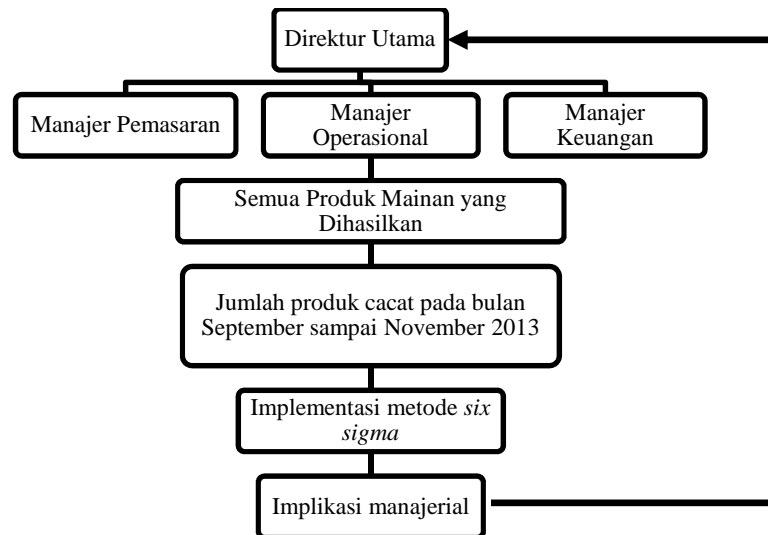 Direktur Utama
Manajer Pemasaran
Manajer
Operasional
Manajer
Keuangan
Semua Produk Mainan yang
Dihasilkan
Jumlah produk cacat pada bulan
September sampai November 2013
Implementasi metode six
sigma
Implikasi manajerial